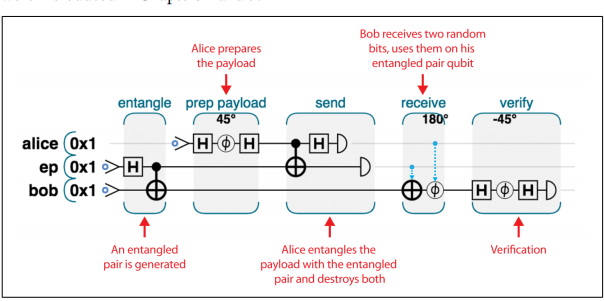 Alice prepares
the payload
Bob receives two random
bits, uses them on his
entangled pair qubit
entangle prep payload send receive verify
45° 180° -45°
alice 0x1 H ϕ H H
ep 0x1 H
bob 0x1 ϕ H ϕ H
An entangled
pair is generated
Alice entangles the
payload with the entangled
pair and destroys both
Verification